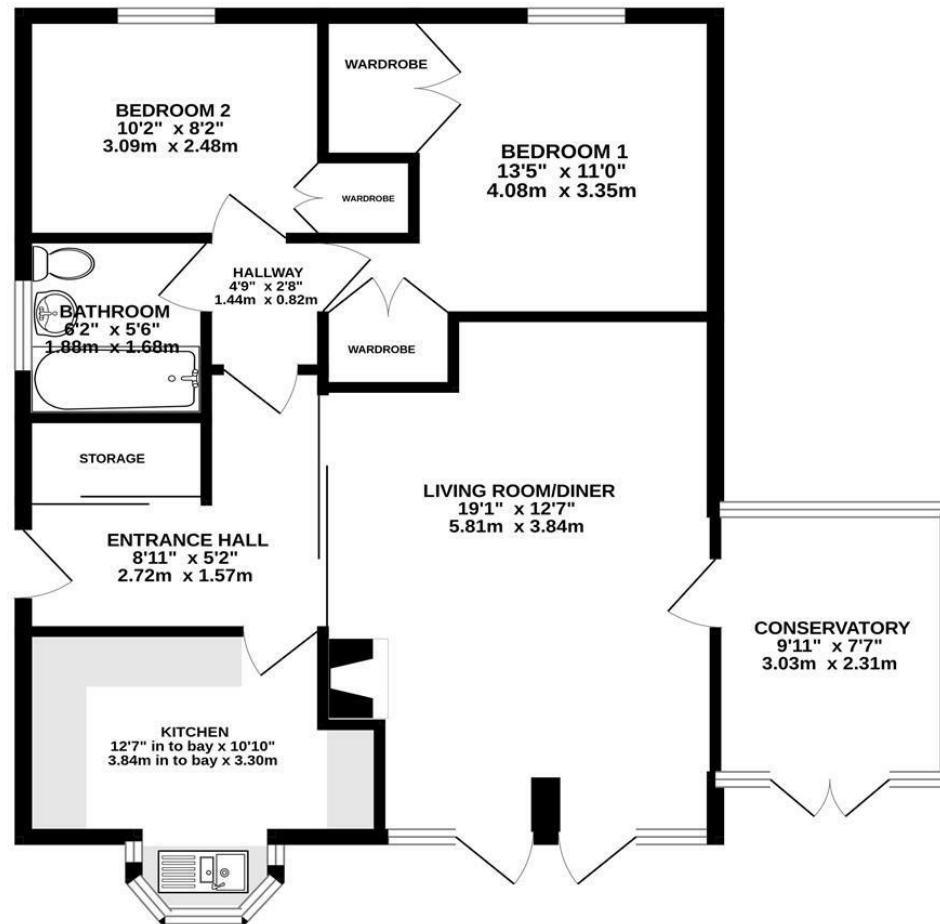 WARDROBE
BEDROOM 2
10'2" x 8'2"
3.09m x 2.48m
BEDROOM 1
13'5" x 11'0"
4.08m x 3.35m
WARDROBE
HALLWAY
4'9" x 2'8"
1.44m x 0.82m
BATHROOM
6'2" x 5'6"
1.88m x 1.68m
WARDROBE
STORAGE
LIVING ROOM/DINER
19'1" x 12'7"
5.81m x 3.84m
ENTRANCE HALL
8'11" x 5'2"
2.72m x 1.57m
CONSERVATORY
9'11" x 7'7"
3.03m x 2.31m
KITCHEN
12'7" in to bay x 10'10"
3.84m in to bay x 3.30m